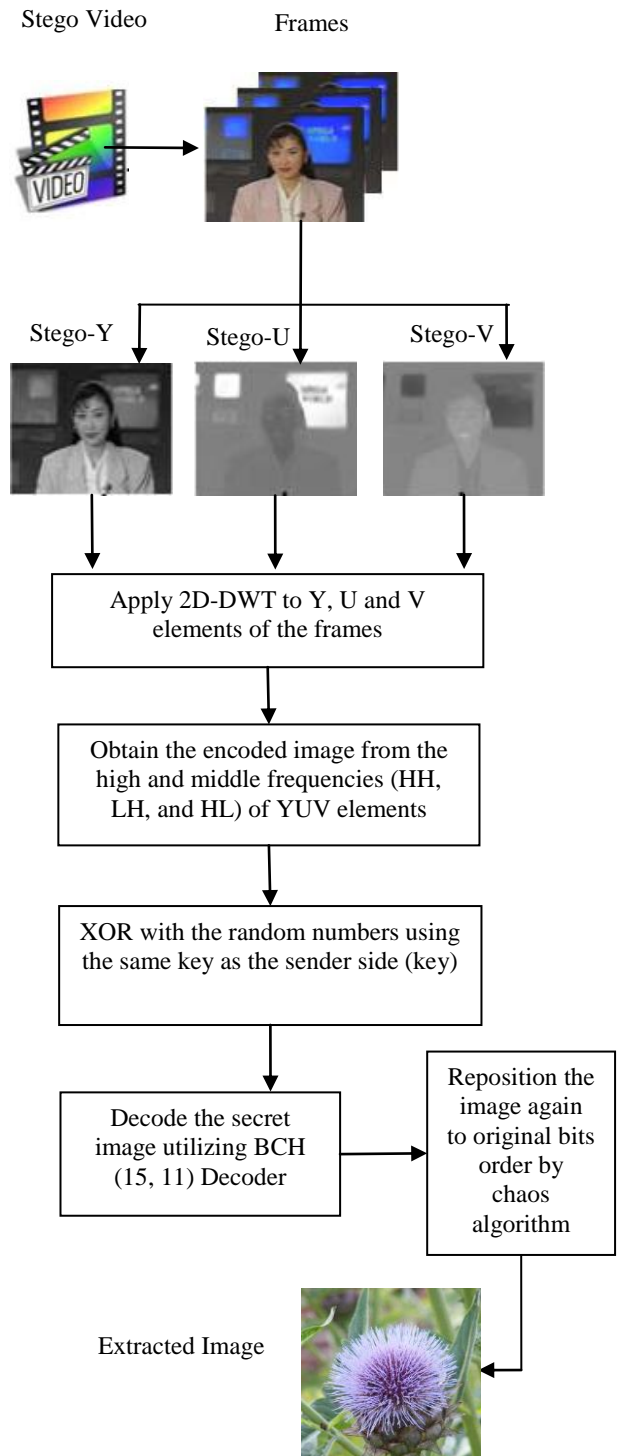 Stego Video
Frames
VIDEO
Stego-Y
Stego-U
Stego-V
Apply 2D-DWT to Y, U and V
elements of the frames
Obtain the encoded image from the
high and middle frequencies (HH,
LH, and HL) of YUV elements
XOR with the random numbers using
the same key as the sender side (key)
Decode the secret
image utilizing BCH
(15, 11) Decoder
Reposition the
image again
to original bits
order by
chaos
algorithm
Extracted Image